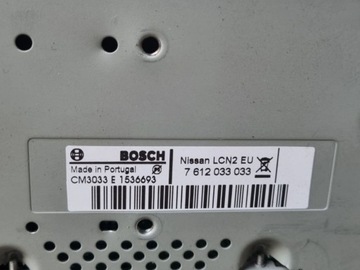 BOSCH
Made in Portugal
CM3033 E 1536693
Nissan LCN2 EU
7 612 033 033